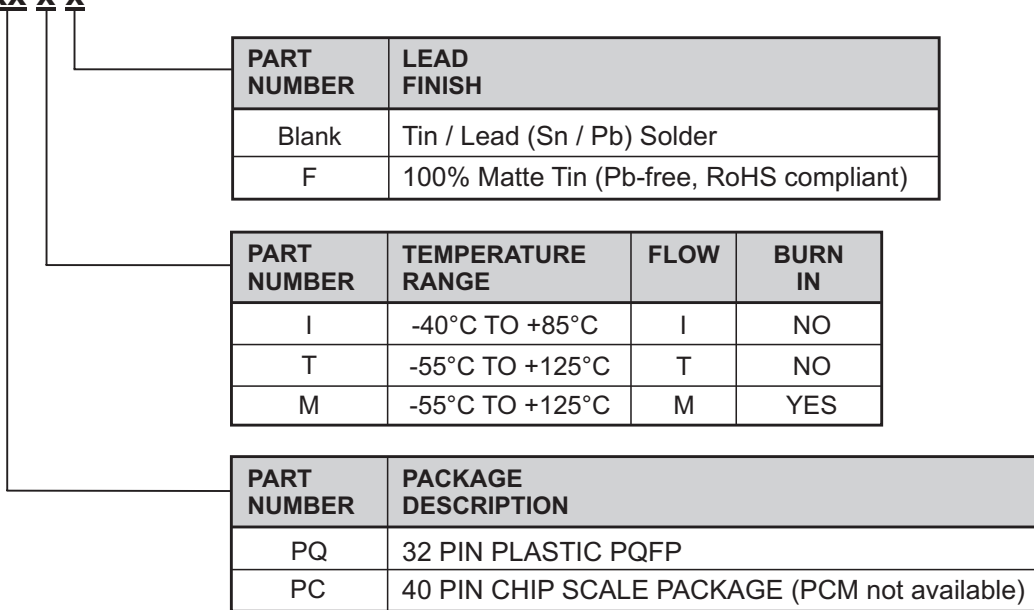 x x
PART NUMBER LEAD FINISH
Blank Tin / Lead (Sn / Pb) Solder
F 100% Matte Tin (Pb-free, RoHS compliant)
PART NUMBER TEMPERATURE RANGE FLOW BURN IN
I -40°C TO +85°C I NO
T -55°C TO +125°C T NO
M -55°C TO +125°C M YES
PART NUMBER PACKAGE DESCRIPTION
PQ 32 PIN PLASTIC PQFP
PC 40 PIN CHIP SCALE PACKAGE (PCM not available)